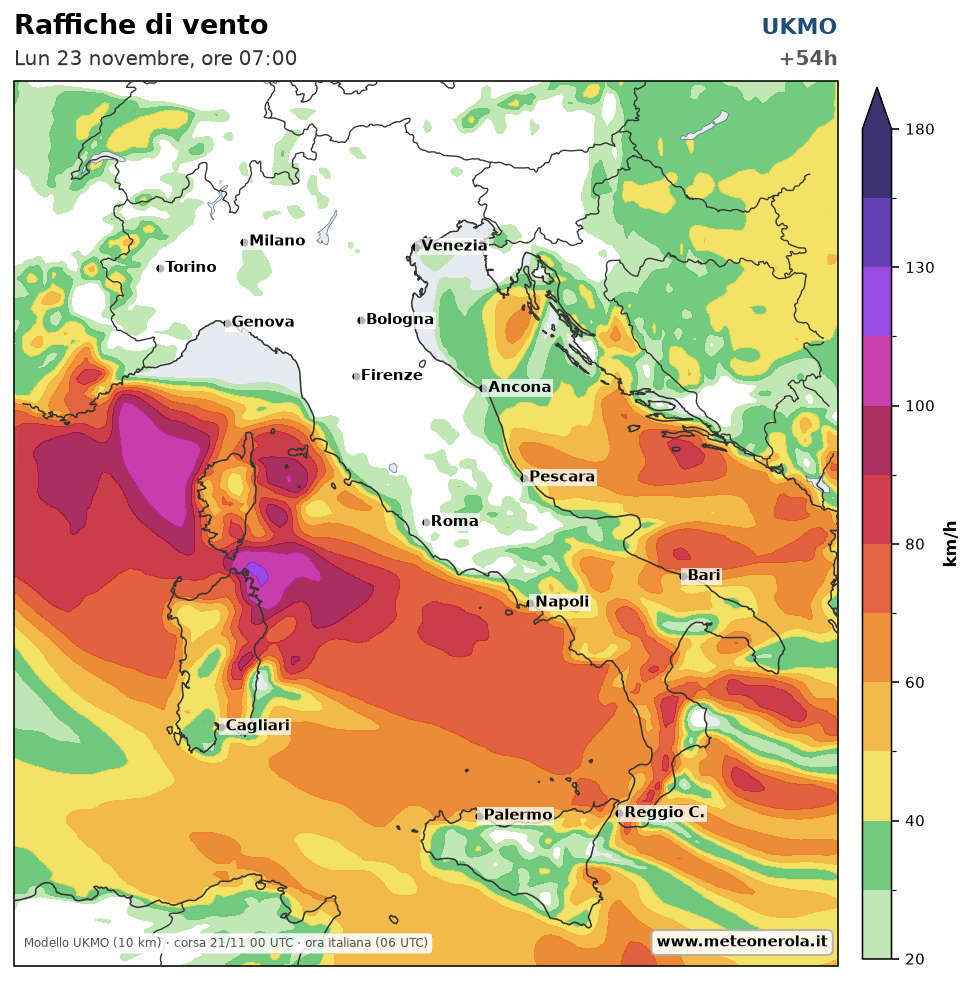 Raffiche di vento
UKMO
Lun 23 novembre, ore 07:00
+54h
180
130
100
80
60
40
20
km/h
Milano
Venezia
Torino
Genova
Bologna
Firenze
Ancona
Pescara
Roma
Bari
Napoli
Cagliari
Palermo
Reggio C.
Modello UKMO (10 km) · corsa 21/11 00 UTC · ora italiana (06 UTC)
www.meteonerola.it